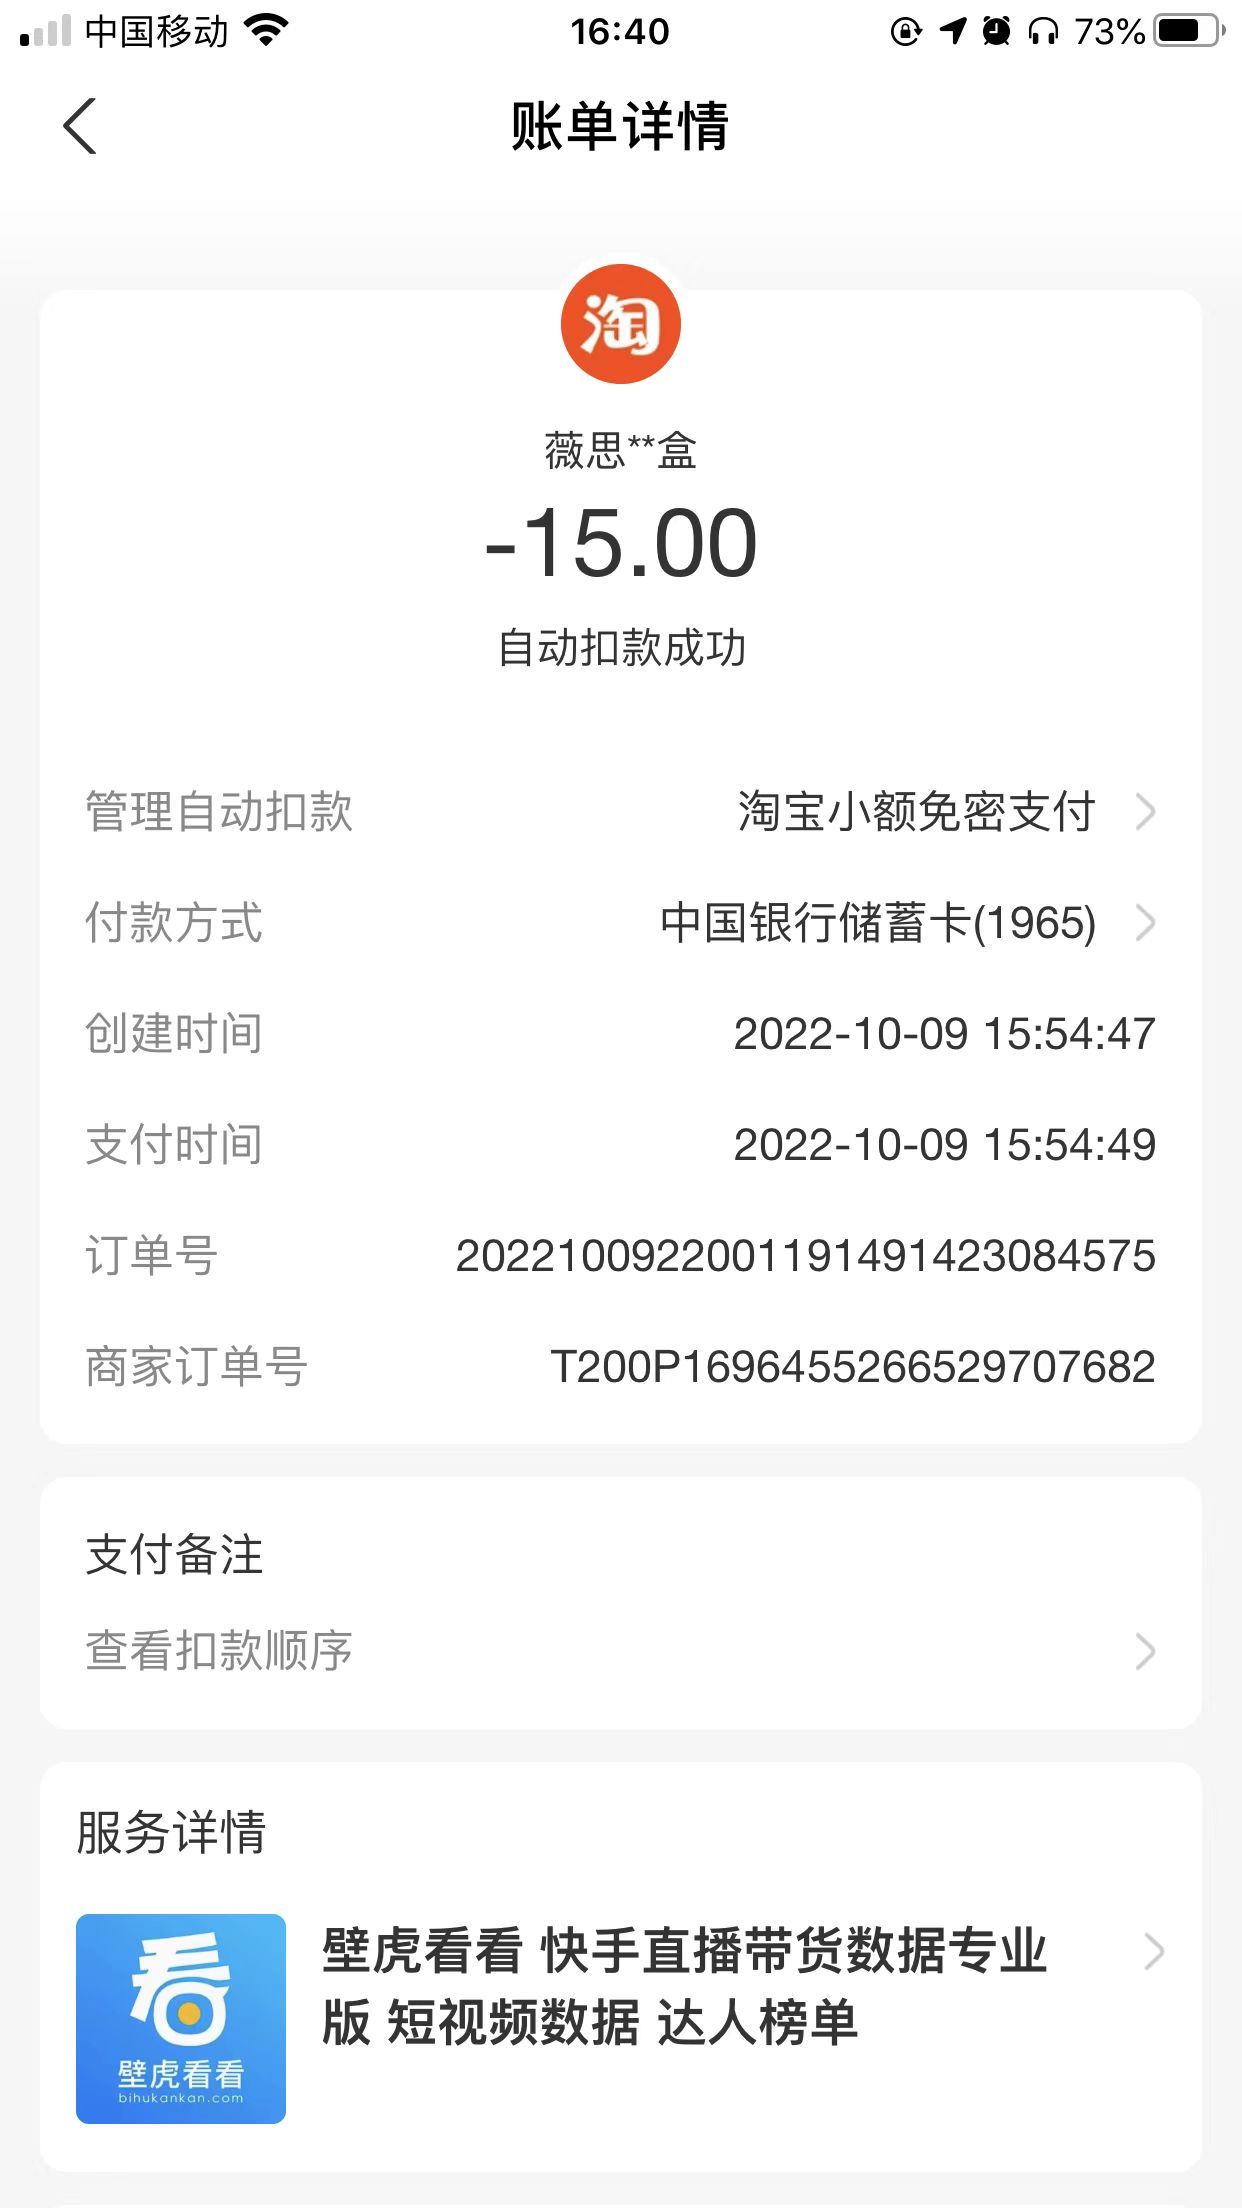 中国移动 16:40 73%
账单详情
淘
薇思**盒
-15.00
自动扣款成功
管理自动扣款 淘宝小额免密支付
付款方式 中国银行储蓄卡(1965)
创建时间 2022-10-09 15:54:47
支付时间 2022-10-09 15:54:49
订单号 2022100922001191491423084575
商家订单号 T200P1696455266529707682
支付备注
查看扣款顺序
服务详情
看
壁虎看看
bihukankan.com
壁虎看看 快手直播带货数据专业
版 短视频数据 达人榜单